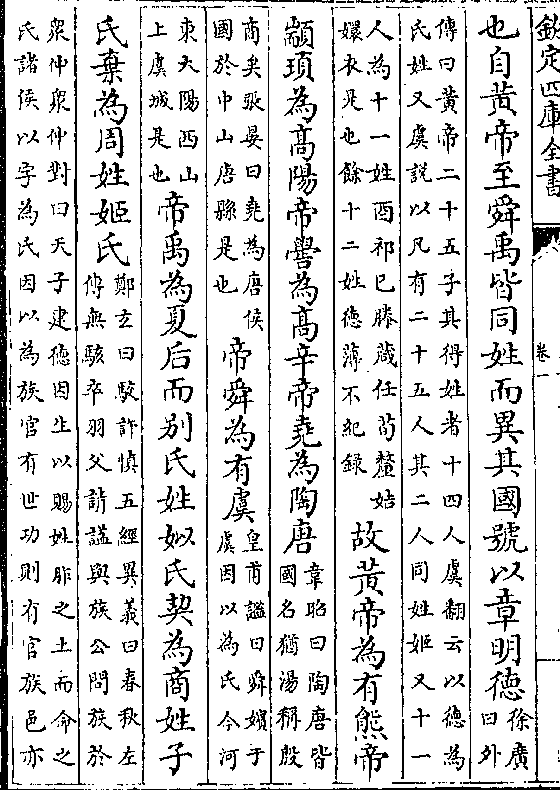 欽定四庫全書 卷一
也自黃帝至舜禹皆同姓而異其國號以章明德徐廣曰外
傳曰黃帝二十五子其得姓者十四人虞翻云以德為
氏姓又虞説以凡有二十五人其二人同姓姬又十一
人為十一姓酉祁己滕葴任荀釐姞
嬛衣是也餘十二姓德薄不紀錄
故黃帝為有熊帝
顓頊為髙陽帝嚳為髙辛帝堯為陶唐韋昭曰陶唐皆
國名猶湯稱殷
商矣張晏曰堯為唐侯
國於中山唐縣是也
帝舜為有虞皇甫謐曰舜嬪于
虞因以為氏今河
東大陽西山
上虞城是也
帝禹為夏后而别氏姓姒氏契為商姓子
氏棄為周姓姬氏鄭玄曰駮許慎五經異義曰春秋左
傳無駭卒羽父請謚與族公問族於
衆仲衆仲對曰天子建德因生以賜姓胙之土而命之
氏諸侯以字為氏因以為族官有世功則有官族邑亦